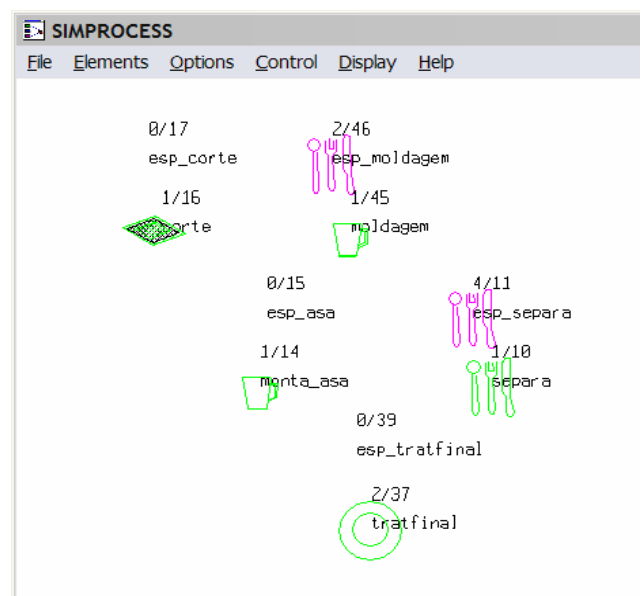 SIMPROCESS
File Elements Options Control Display Help
0/17 2/46
esp_corte esp_moldagem
1/16 1/45
corte moldagem
0/15 4/11
esp_asa esp_separa
1/14 1/10
monta_asa separa
0/39
esp_tratfinal
2/37
tratfinal